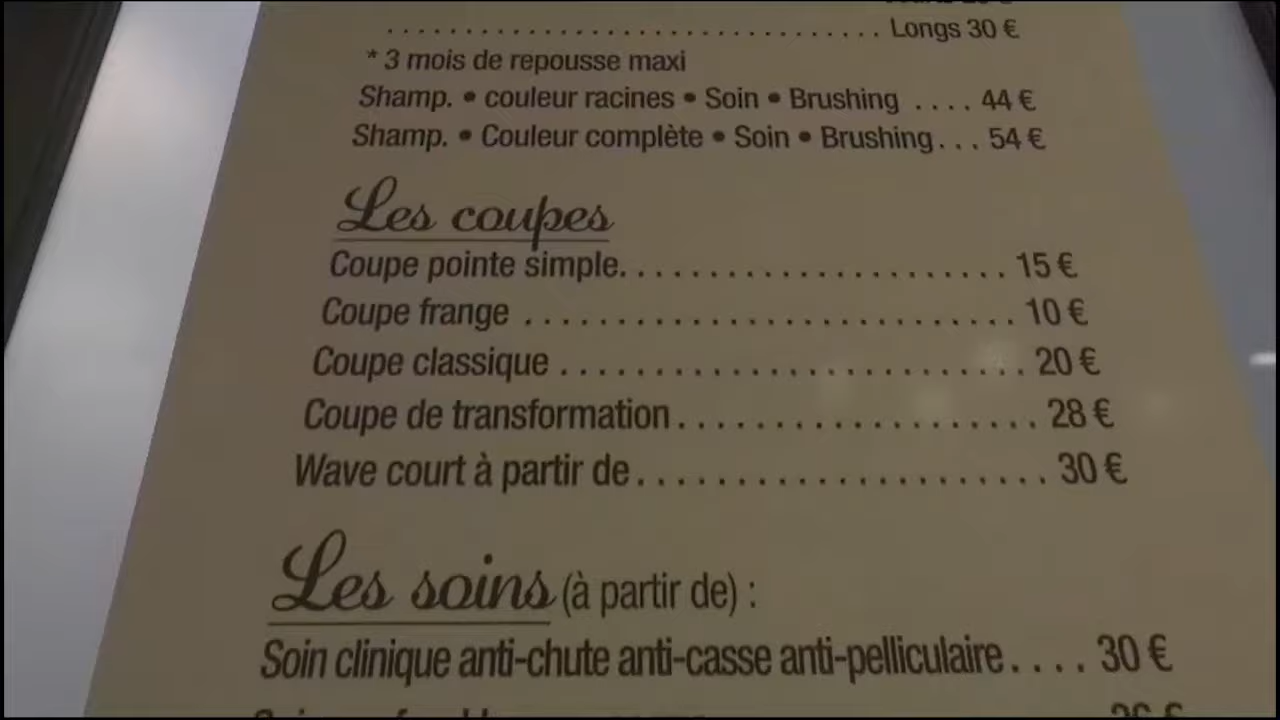 . . . . . . . . . . . . . . . . . . . . . . . . . . . . . . . Longs 30 €
* 3 mois de repousse maxi
Shamp. • couleur racines • Soin • Brushing .... 44 €
Shamp. • Couleur complète • Soin • Brushing... 54 €
Les coupes
Coupe pointe simple..................... 15 €
Coupe frange .......................... 10 €
Coupe classique ........................ 20 €
Coupe de transformation................... 28 €
Wave court à partir de..................... 30 €
Les soins (à partir de) :
Soin clinique anti-chute anti-casse anti-pelliculaire.... 30 €